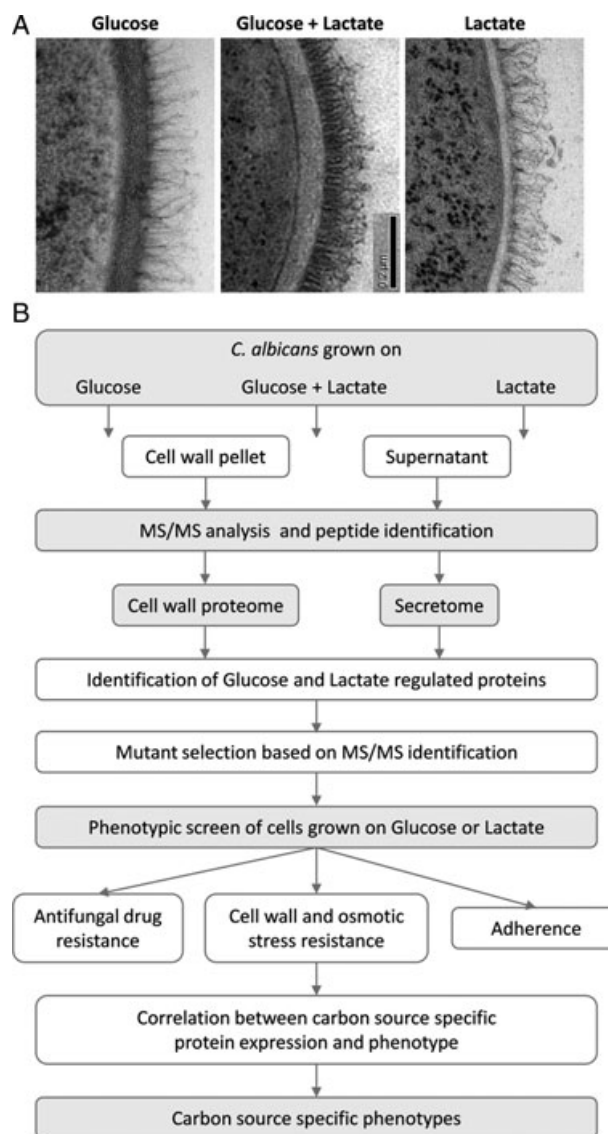 A
Glucose
Glucose + Lactate
Lactate
0.2 µm
B
C. albicans grown on
Glucose
Glucose + Lactate
Lactate
Cell wall pellet
Supernatant
MS/MS analysis and peptide identification
Cell wall proteome
Secretome
Identification of Glucose and Lactate regulated proteins
Mutant selection based on MS/MS identification
Phenotypic screen of cells grown on Glucose or Lactate
Antifungal drug
resistance
Cell wall and osmotic
stress resistance
Adherence
Correlation between carbon source specific
protein expression and phenotype
Carbon source specific phenotypes